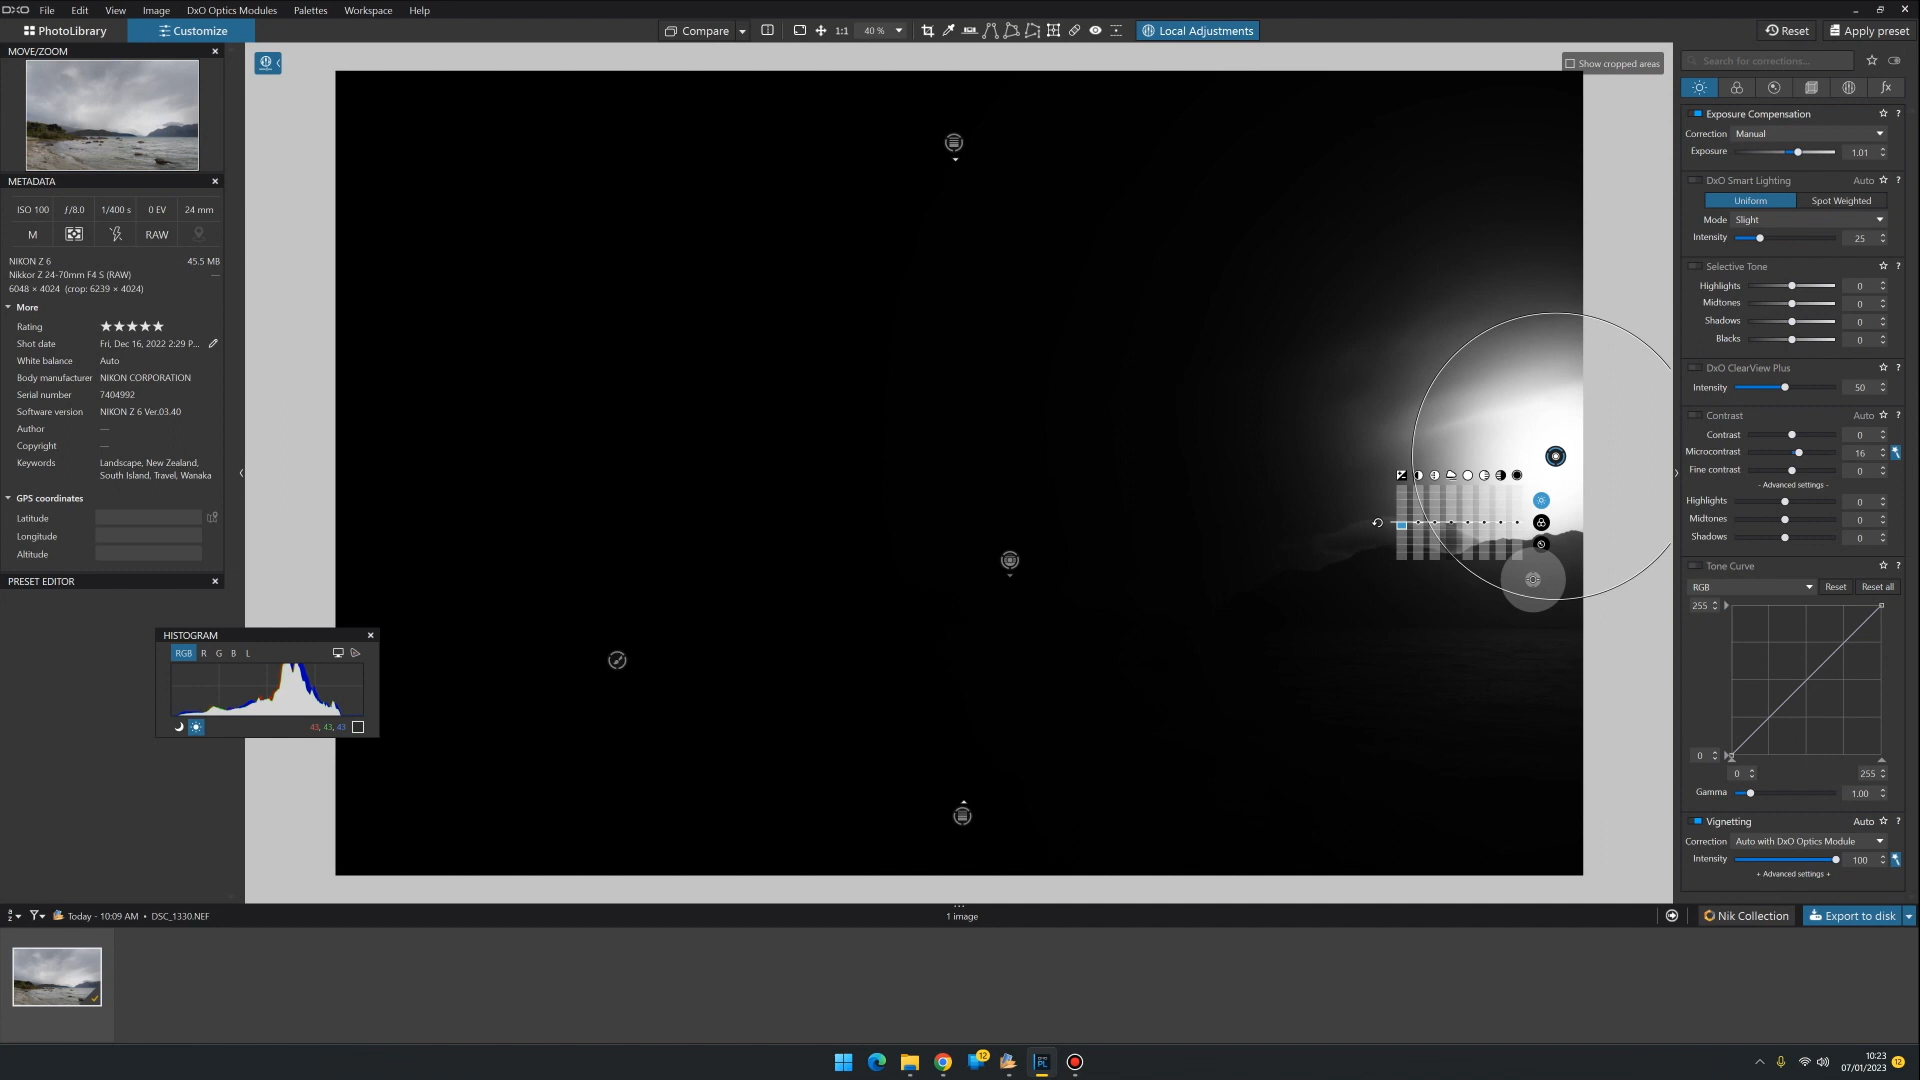 DXO File Edit View Image DxO Optics Modules Palettes Workspace Help
PhotoLibrary Customize Compare 1:1 40 % Local Adjustments Reset Apply preset
MOVE/ZOOM
METADATA
ISO 100 ƒ/8.0 1/400 s 0 EV 24 mm
M RAW
NIKON Z 6 45.5 MB
Nikkor Z 24-70mm F4 S (RAW) —
6048 × 4024 (crop: 6239 × 4024)
More
Rating ★★★★★
Shot date Fri, Dec 16, 2022 2:29 P...
White balance Auto
Body manufacturer NIKON CORPORATION
Serial number 7404992
Software version NIKON Z 6 Ver.03.40
Author —
Copyright —
Keywords Landscape, New Zealand,
South Island, Travel, Wanaka
GPS coordinates
Latitude
Longitude
Altitude
PRESET EDITOR
HISTOGRAM
RGB R G B L
43, 43, 43
Show cropped areas
Search for corrections...
Exposure Compensation ?
Correction Manual
Exposure 1.01
DxO Smart Lighting Auto ?
Uniform Spot Weighted
Mode Slight
Intensity 25
Selective Tone ?
Highlights 0
Midtones 0
Shadows 0
Blacks 0
DxO ClearView Plus ?
Intensity 50
Contrast Auto ?
Contrast 0
Microcontrast 16
Fine contrast 0
- Advanced settings -
Highlights 0
Midtones 0
Shadows 0
Tone Curve ?
RGB Reset Reset all
255
0
0 255
Gamma 1.00
Vignetting Auto ?
Correction Auto with DxO Optics Module
Intensity 100
+ Advanced settings +
Today - 10:09 AM • DSC_1330.NEF 1 image Nik Collection Export to disk
12 DXO PL
10:23
07/01/2023 12